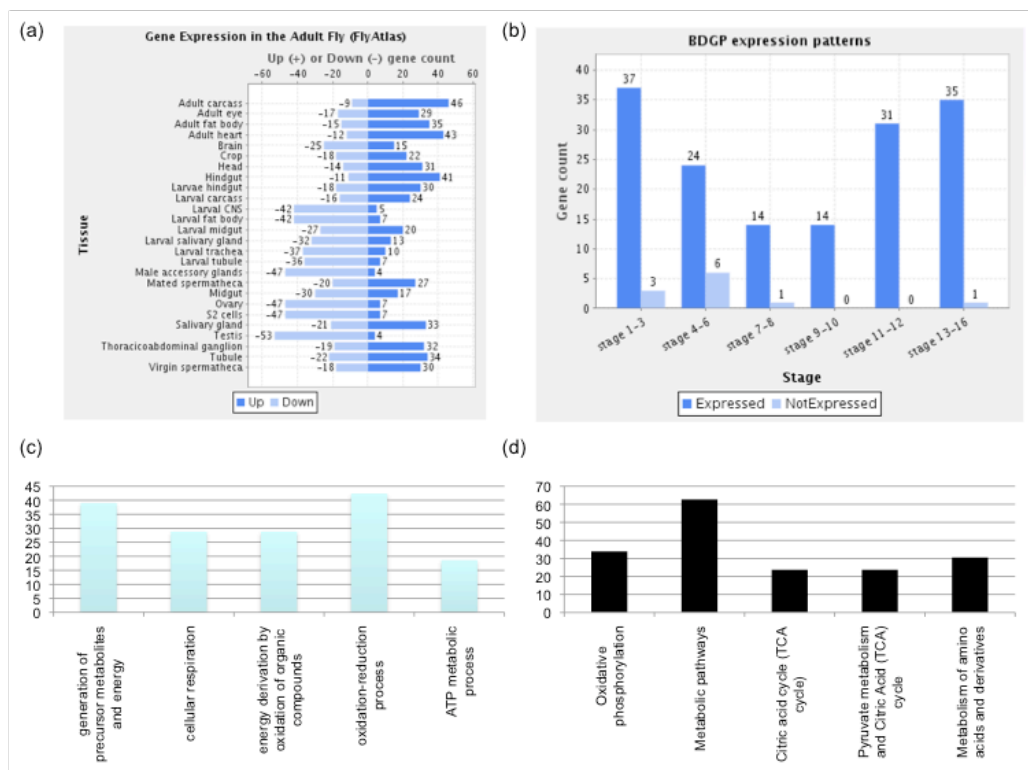 (a)
Gene Expression in the Adult Fly (FlyAtlas)
Up (+) or Down (-) gene count
-60 -40 -20 0 20 40 60
Adult carcass -9 46
Adult eye -17 29
Adult fat body -15 35
Adult heart -12 43
Brain -25 15
Crop -18 22
Head -14 31
Hindgut -11 41
Larvae hindgut -18 30
Larval carcass -16 24
Larval CNS -42 5
Larval fat body -42 7
Larval midgut -27 20
Larval salivary gland -32 13
Larval trachea -37 10
Larval tubule -36 7
Male accessory glands -47 4
Mated spermatheca -20 27
Midgut -30 17
Ovary -47 7
S2 cells -47 7
Salivary gland -21 33
Testis -53 4
Thoracicoabdominal ganglion -19 32
Tubule -22 34
Virgin spermatheca -18 30
Tissue
Up Down
(b)
BDGP expression patterns
Gene count
40
35
30
25
20
15
10
5
0
37 3
24 6
14 1
14 0
31 0
35 1
stage 1-3 stage 4-6 stage 7-8 stage 9-10 stage 11-12 stage 13-16
Stage
Expressed NotExpressed
(c)
45
40
35
30
25
20
15
10
5
0
generation of
precursor metabolites
and energy
cellular respiration
energy derivation by
oxidation of organic
compounds
oxidation-reduction
process
ATP metabolic
process
(d)
70
60
50
40
30
20
10
0
Oxidative
phosphorylation
Metabolic pathways
Citric acid cycle (TCA
cycle)
Pyruvate metabolism
and Citric Acid (TCA)
cycle
Metabolism of amino
acids and derivatives